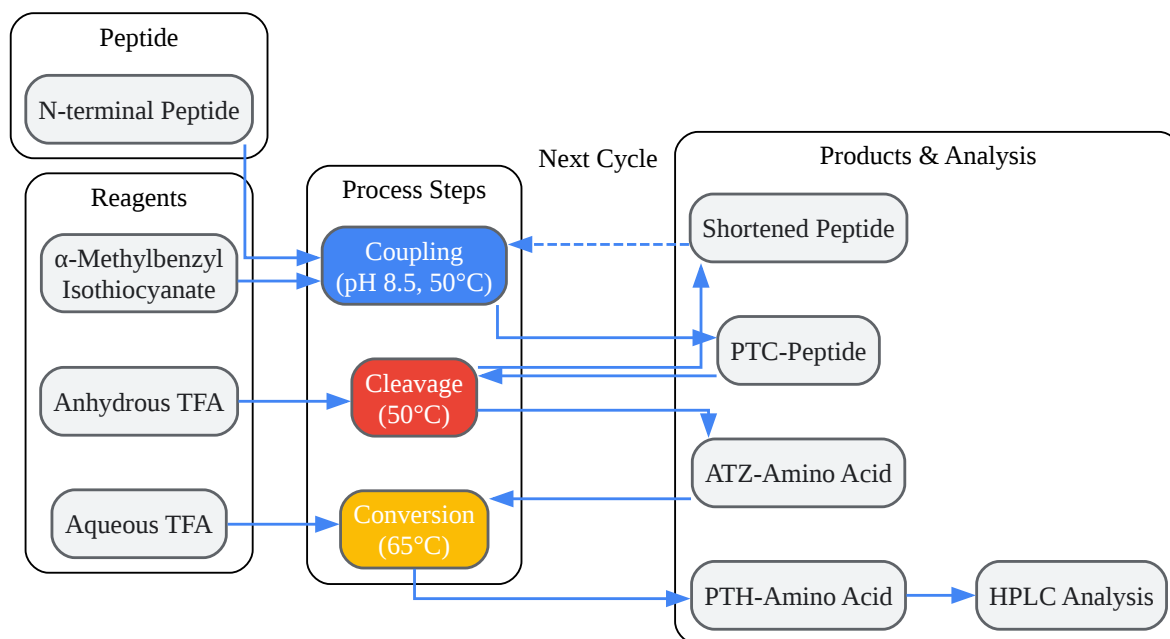 Peptide
N-terminal Peptide
Reagents
α-Methylbenzyl
Isothiocyanate
Anhydrous TFA
Aqueous TFA
Process Steps
Coupling
(pH 8.5, 50°C)
Cleavage
(50°C)
Conversion
(65°C)
Next Cycle
Products & Analysis
Shortened Peptide
PTC-Peptide
ATZ-Amino Acid
PTH-Amino Acid
HPLC Analysis